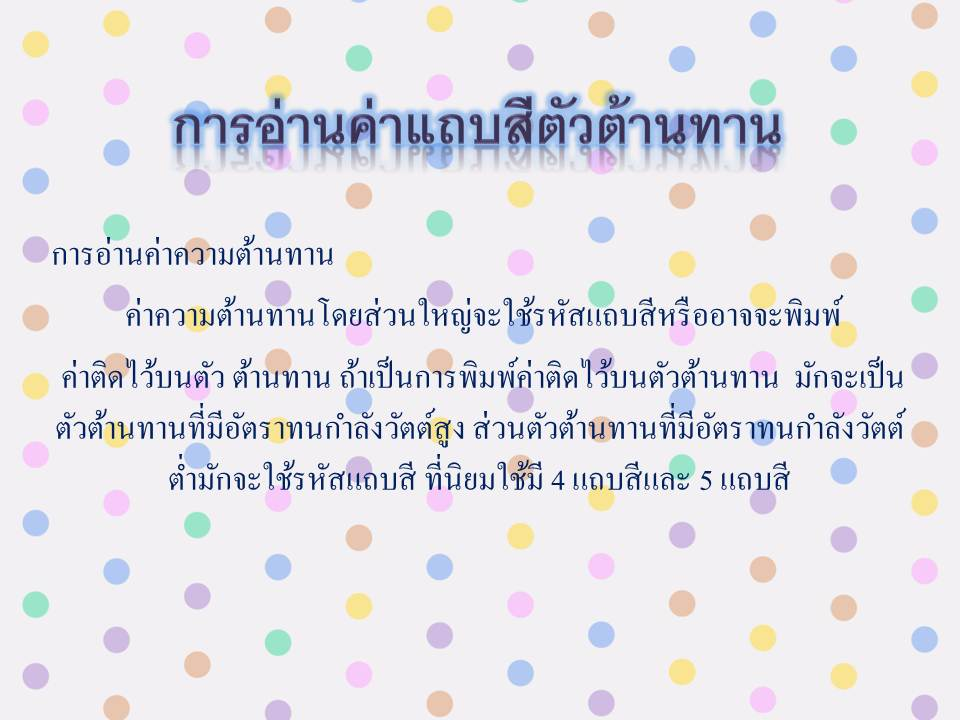 การอ่านค่าแถบสีตัวต้านทาน
การอ่านค่าความต้านทาน
ค่าความต้านทานโดยส่วนใหญ่จะใช้รหัสแถบสีหรืออาจจะพิมพ์
ค่าติดไว้บนตัว ต้านทาน ถ้าเป็นการพิมพ์ค่าติดไว้บนตัวต้านทาน มักจะเป็น
ตัวต้านทานที่มีอัตราทนกำลังวัตต์สูง ส่วนตัวต้านทานที่มีอัตราทนกำลังวัตต์
ต่ำมักจะใช้รหัสแถบสี ที่นิยมใช้มี 4 แถบสีและ 5 แถบสี